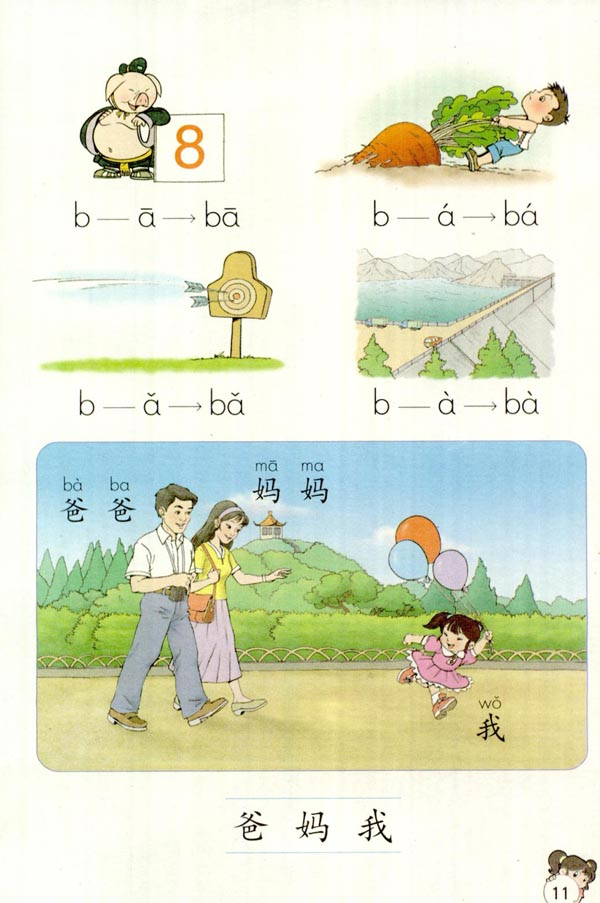 8
b — ā → bā
b — á → bá
b — ǎ → bǎ
b — à → bà
bà ba
爸 爸
mā ma
妈 妈
wǒ
我
爸 妈 我
11